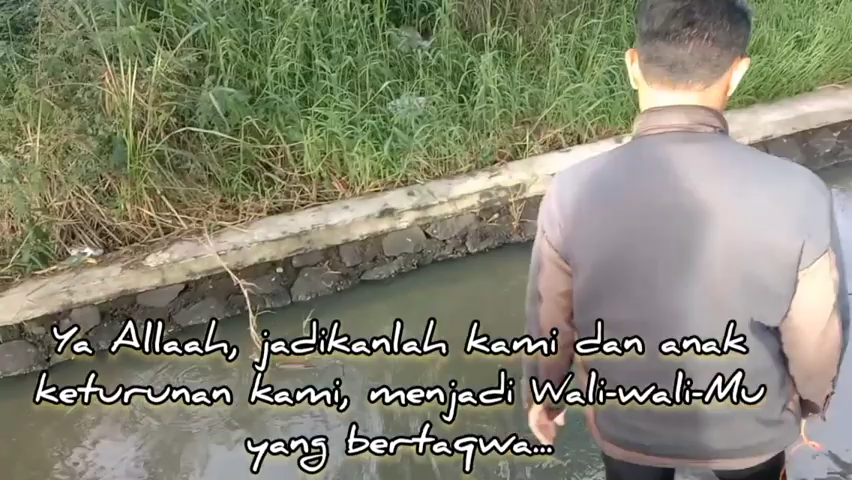 Ya Allaah, jadikanlah kami dan anak
keturunan kami, menjadi Wali-wali-Mu
yang bertaqwa...